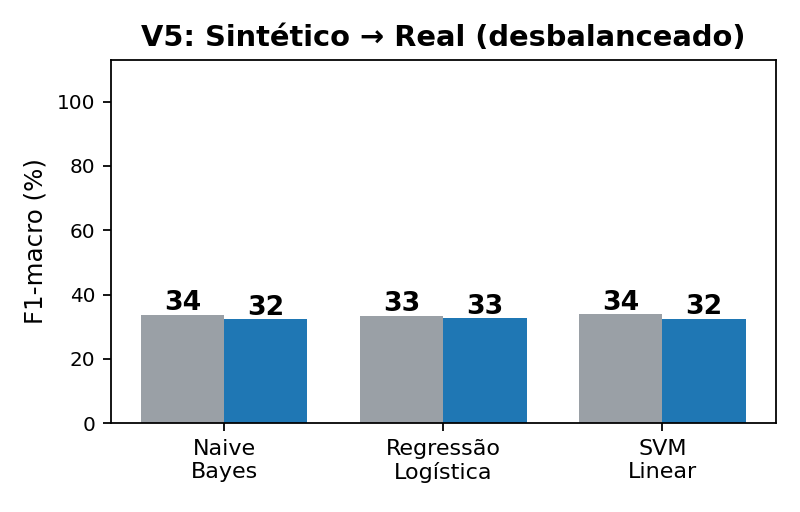 V5: Sintético → Real (desbalanceado)
F1-macro (%)
100
80
60
40
20
0
34
32
33
33
34
32
Naive
Bayes
Regressão
Logística
SVM
Linear